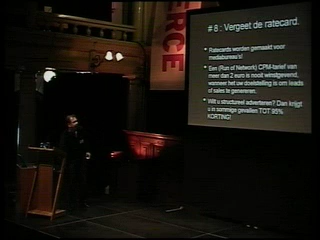 # 8 : Vergeet de ratecard.
Ratecards worden gemaakt voor
mediabureau's!
Een (Run of Network) CPM-tarief van
meer dan 2 euro is nooit winstgevend,
wanneer het uw doelstelling is om leads
of sales te genereren.
Wilt u structureel adverteren? Dan krijgt
u in sommige gevallen TOT 95%
KORTING!
ERCE